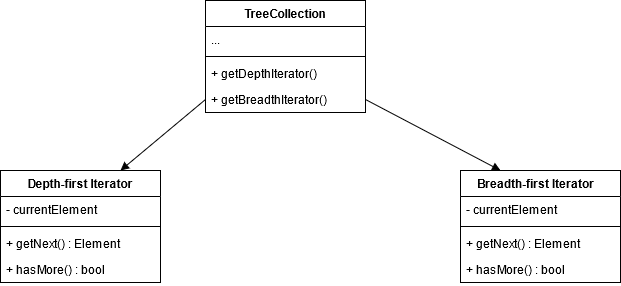 TreeCollection
...
+ getDepthIterator()
+ getBreadthIterator()
Depth-first Iterator
- currentElement
+ getNext() : Element
+ hasMore() : bool
Breadth-first Iterator
- currentElement
+ getNext() : Element
+ hasMore() : bool